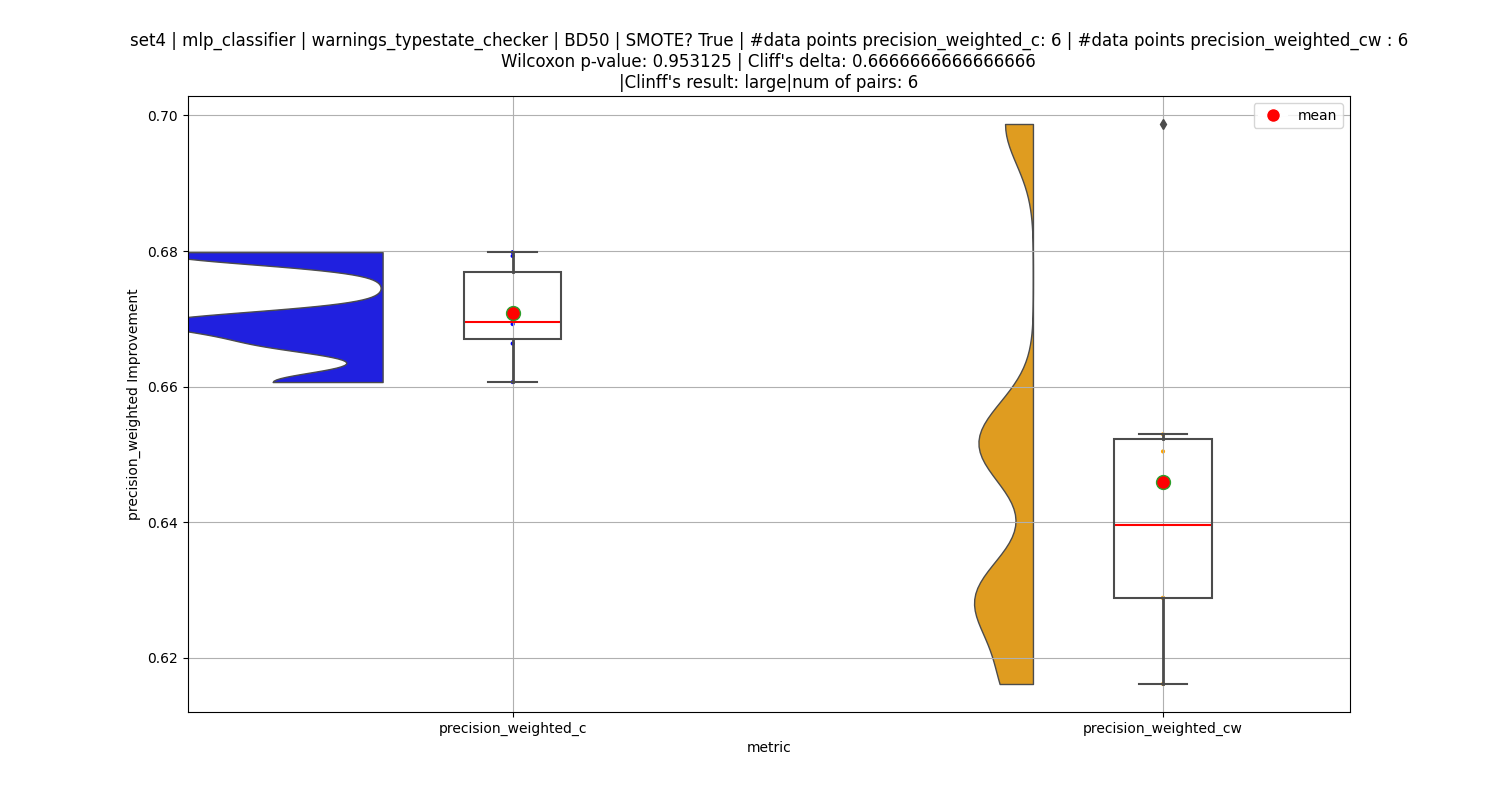 set4 | mlp_classifier | warnings_typestate_checker | BD50 | SMOTE? True | #data points precision_weighted_c: 6 | #data points precision_weighted_cw : 6
Wilcoxon p-value: 0.953125 | Cliff's delta: 0.6666666666666666
|Clinff's result: large|num of pairs: 6
mean
0.70
0.68
0.66
0.64
0.62
precision_weighted Improvement
precision_weighted_c
precision_weighted_cw
metric